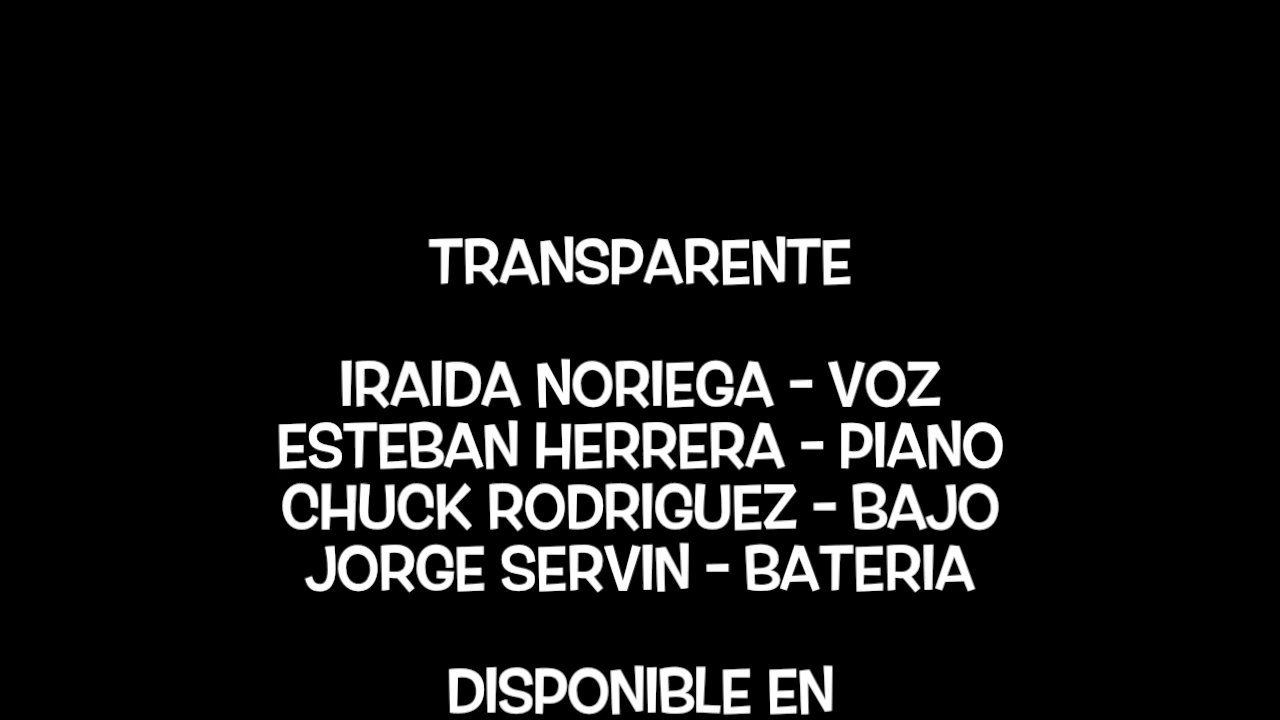 TRANSPARENTE
IRAIDA NORIEGA - VOZ
ESTEBAN HERRERA - PIANO
CHUCK RODRIGUEZ - BAJO
JORGE SERVIN - BATERIA
DISPONIBLE EN